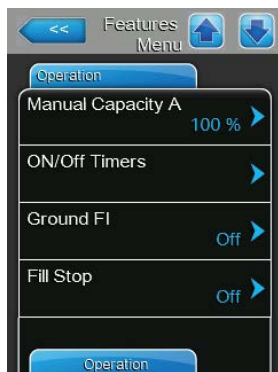 <<
Features
Menu
Operation
Manual Capacity A
100 %
ON/Off Timers
Ground FI
Off
Fill Stop
Off
Operation